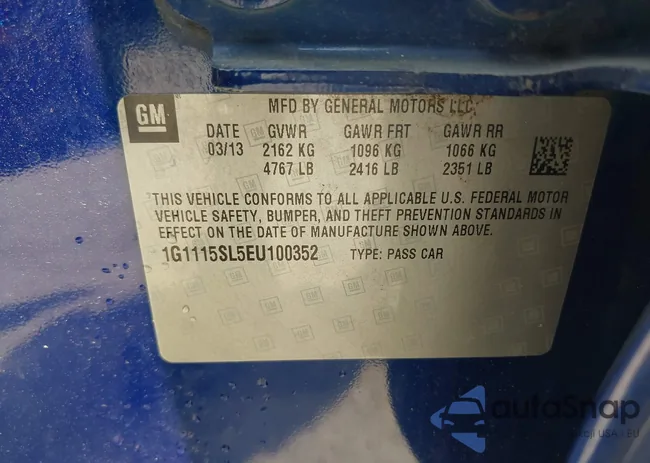 GM
MFD BY GENERAL MOTORS LLC
DATE GVWR GAWR FRT GAWR RR
03/13 2162 KG 1096 KG 1066 KG
4767 LB 2416 LB 2351 LB
THIS VEHICLE CONFORMS TO ALL APPLICABLE U.S. FEDERAL MOTOR
VEHICLE SAFETY, BUMPER, AND THEFT PREVENTION STANDARDS IN
EFFECT ON THE DATE OF MANUFACTURE SHOWN ABOVE.
1G1115SL5EU100352 TYPE: PASS CAR
autoSnap
USA - EU